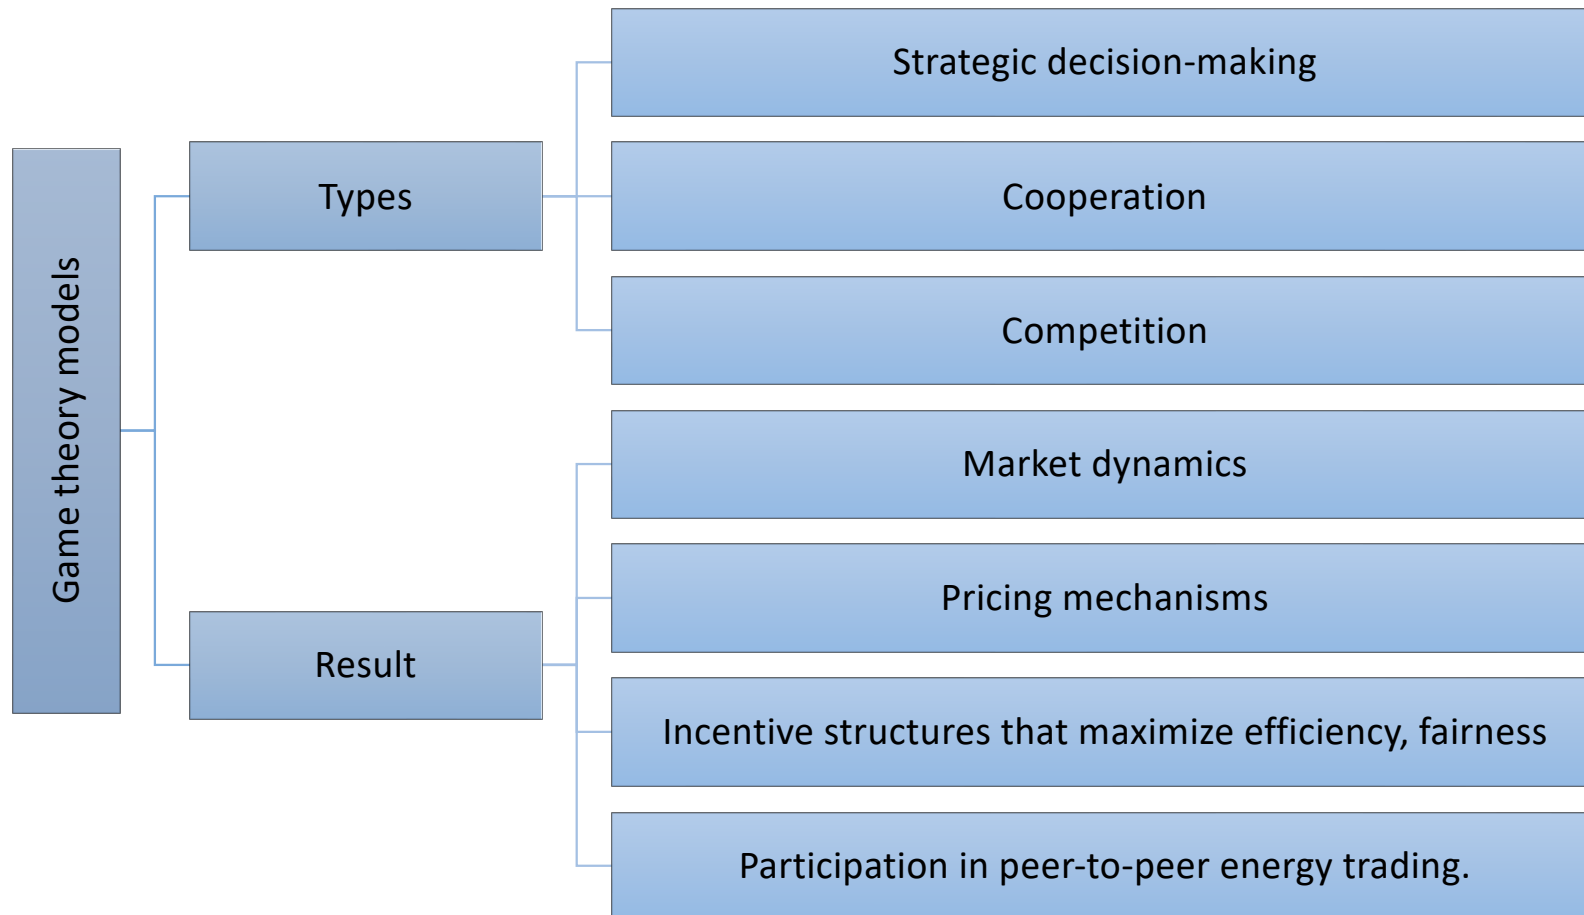 Game theory models
Types
Strategic decision-making
Cooperation
Competition
Result
Market dynamics
Pricing mechanisms
Incentive structures that maximize efficiency, fairness
Participation in peer-to-peer energy trading.